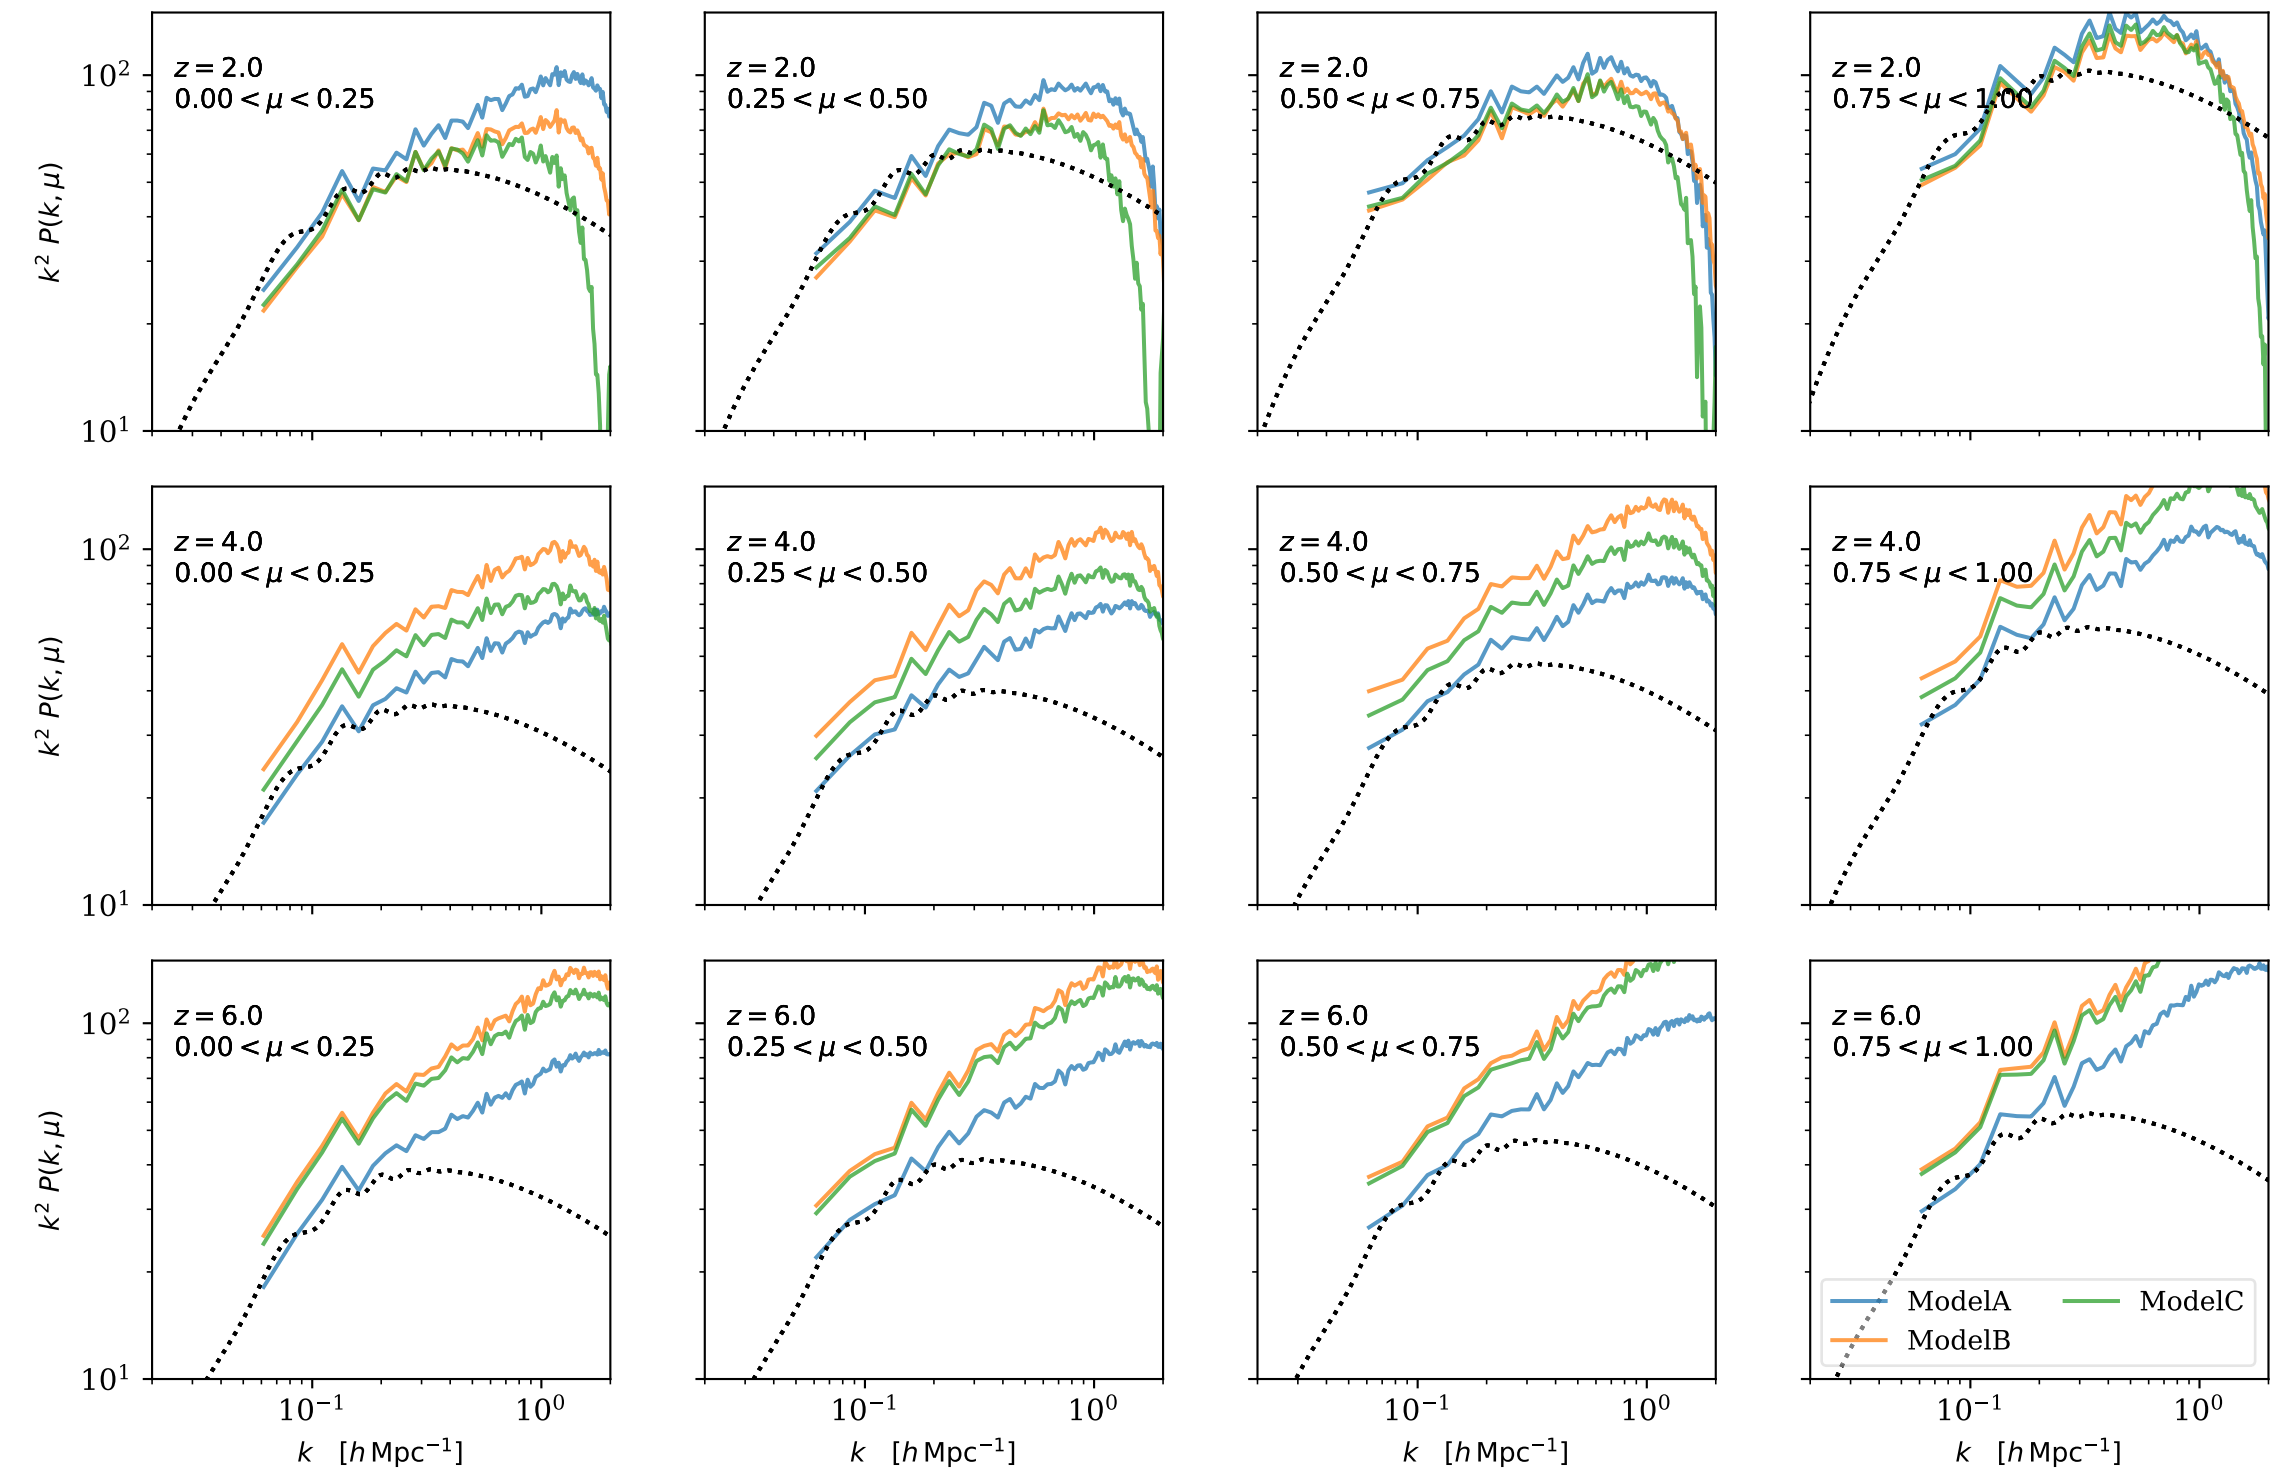 z = 2.0
0.00 < μ < 0.25
z = 2.0
0.25 < μ < 0.50
z = 2.0
0.50 < μ < 0.75
z = 2.0
0.75 < μ < 1.00
10²
10¹
k² P(k, μ)
z = 4.0
0.00 < μ < 0.25
z = 4.0
0.25 < μ < 0.50
z = 4.0
0.50 < μ < 0.75
z = 4.0
0.75 < μ < 1.00
10²
10¹
k² P(k, μ)
z = 6.0
0.00 < μ < 0.25
z = 6.0
0.25 < μ < 0.50
z = 6.0
0.50 < μ < 0.75
z = 6.0
0.75 < μ < 1.00
10²
10¹
k² P(k, μ)
ModelA
ModelB
ModelC
10⁻¹ 10⁰
10⁻¹ 10⁰
10⁻¹ 10⁰
10⁻¹ 10⁰
k [h Mpc⁻¹]
k [h Mpc⁻¹]
k [h Mpc⁻¹]
k [h Mpc⁻¹]